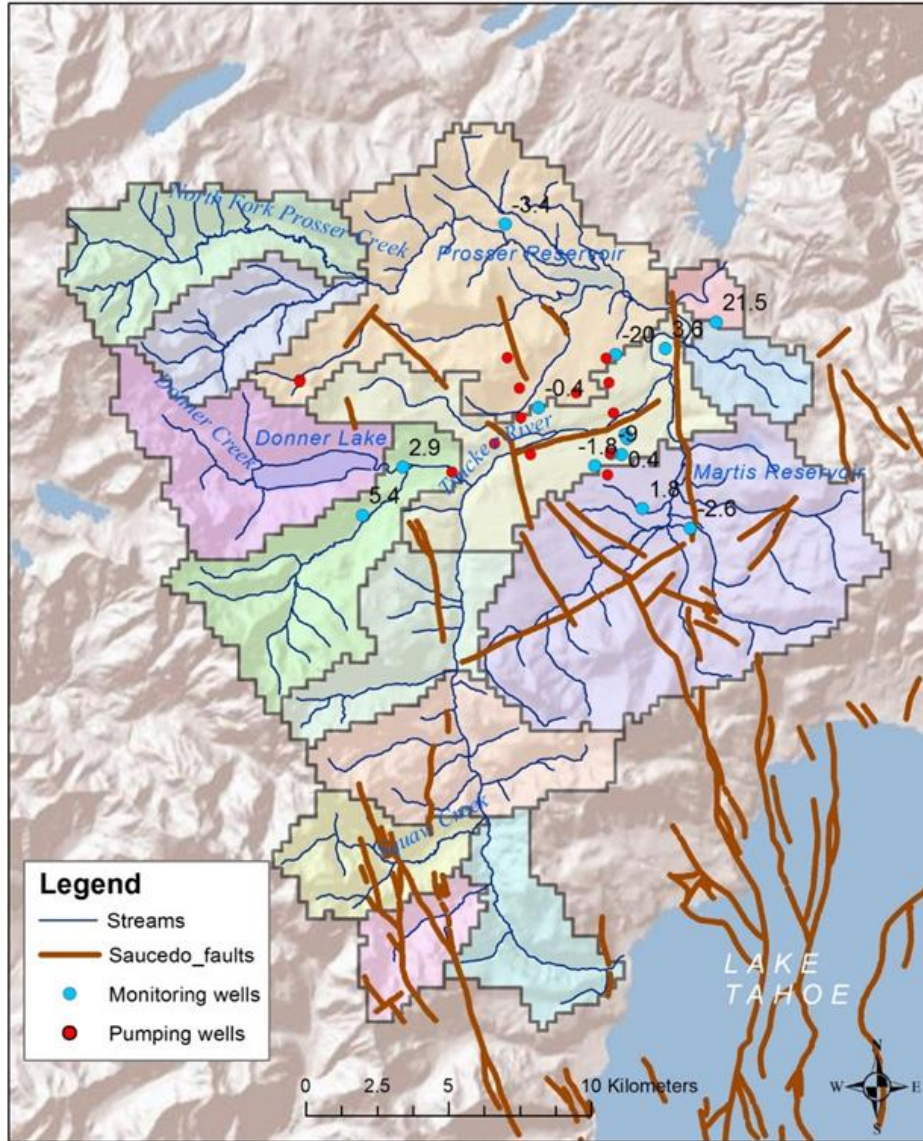 North Fork Prosser Creek
-3.4
Prosser Reservoir
21.5
-20
3.6
-0.4
Donner Creek
Donner Lake
2.9
Truckee River
-9
-1.8
0.4
Martis Reservoir
5.4
1.8
-2.6
Squaw Creek
Legend
Streams
Saucedo_faults
Monitoring wells
Pumping wells
LAKE
TAHOE
0 2.5 5 10 Kilometers
N
W E
S